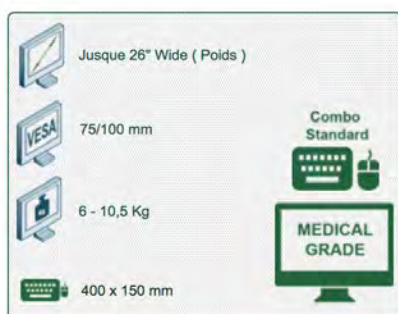 Jusque 26" Wide ( Poids )
VESA
75/100 mm
6 - 10,5 Kg
400 x 150 mm
Combo
Standard
MEDICAL
GRADE